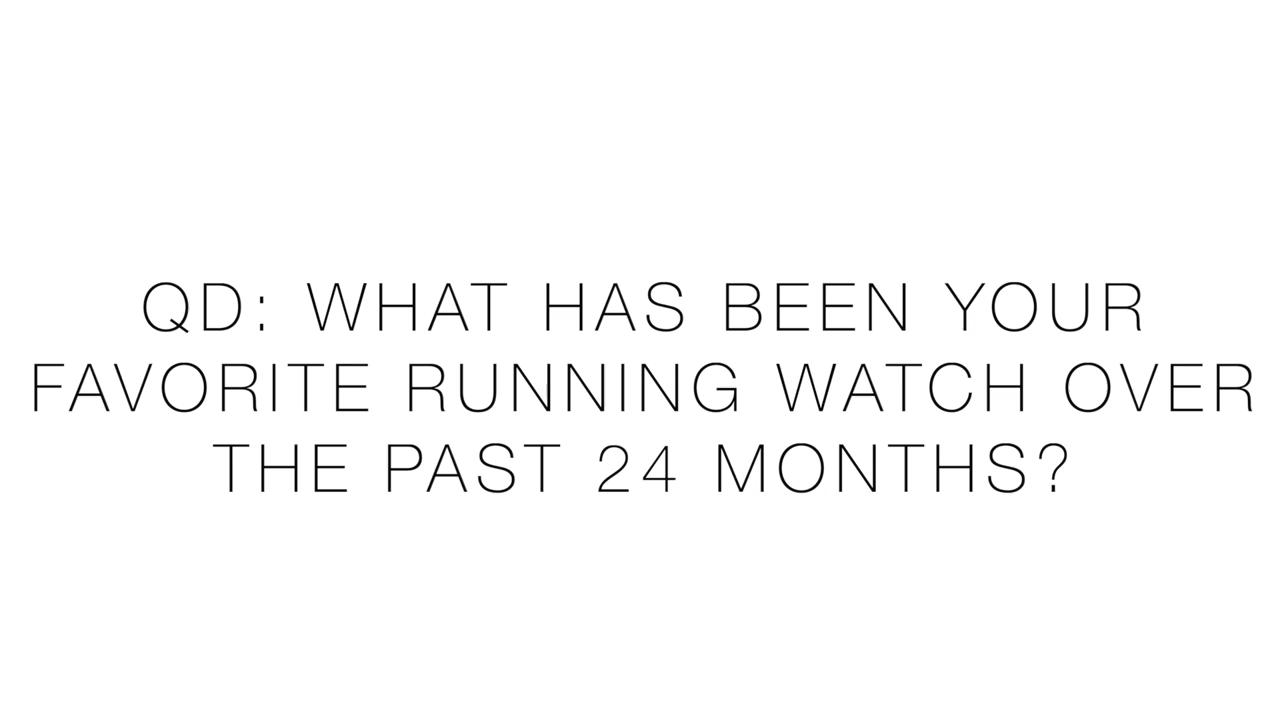 QD: WHAT HAS BEEN YOUR
FAVORITE RUNNING WATCH OVER
THE PAST 24 MONTHS?